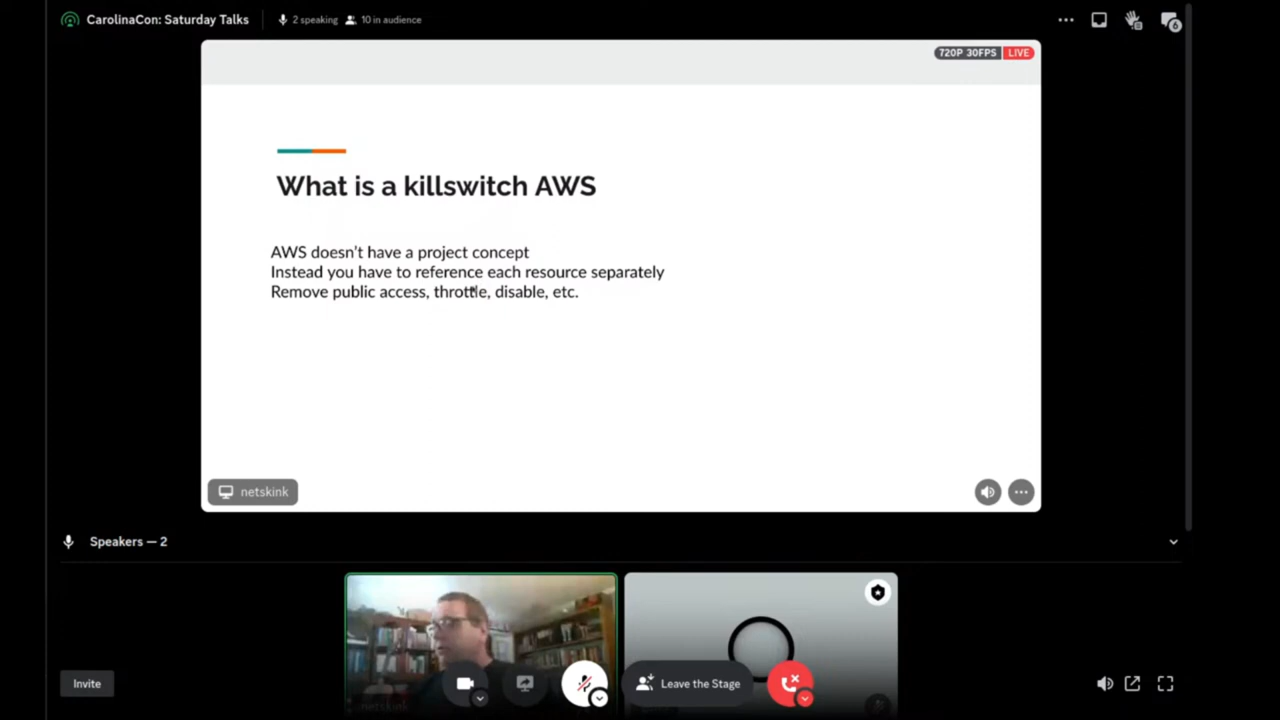 CarolinaCon: Saturday Talks
2 speaking
10 in audience
6
720P 30FPS
LIVE
What is a killswitch AWS
AWS doesn't have a project concept
Instead you have to reference each resource separately
Remove public access, throttle, disable, etc.
netskink
Speakers — 2
netskink
Invite
Leave the Stage